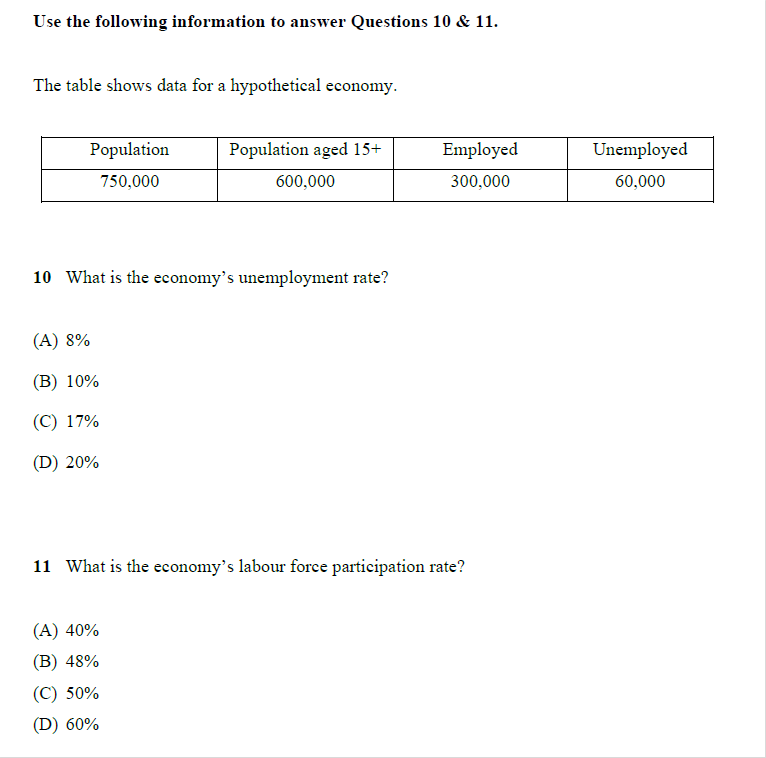 Use the following information to answer Questions 10 & 11.
The table shows data for a hypothetical economy.
Population Population aged 15+ Employed Unemployed
750,000 600,000 300,000 60,000
10 What is the economy’s unemployment rate?
(A) 8%
(B) 10%
(C) 17%
(D) 20%
11 What is the economy’s labour force participation rate?
(A) 40%
(B) 48%
(C) 50%
(D) 60%